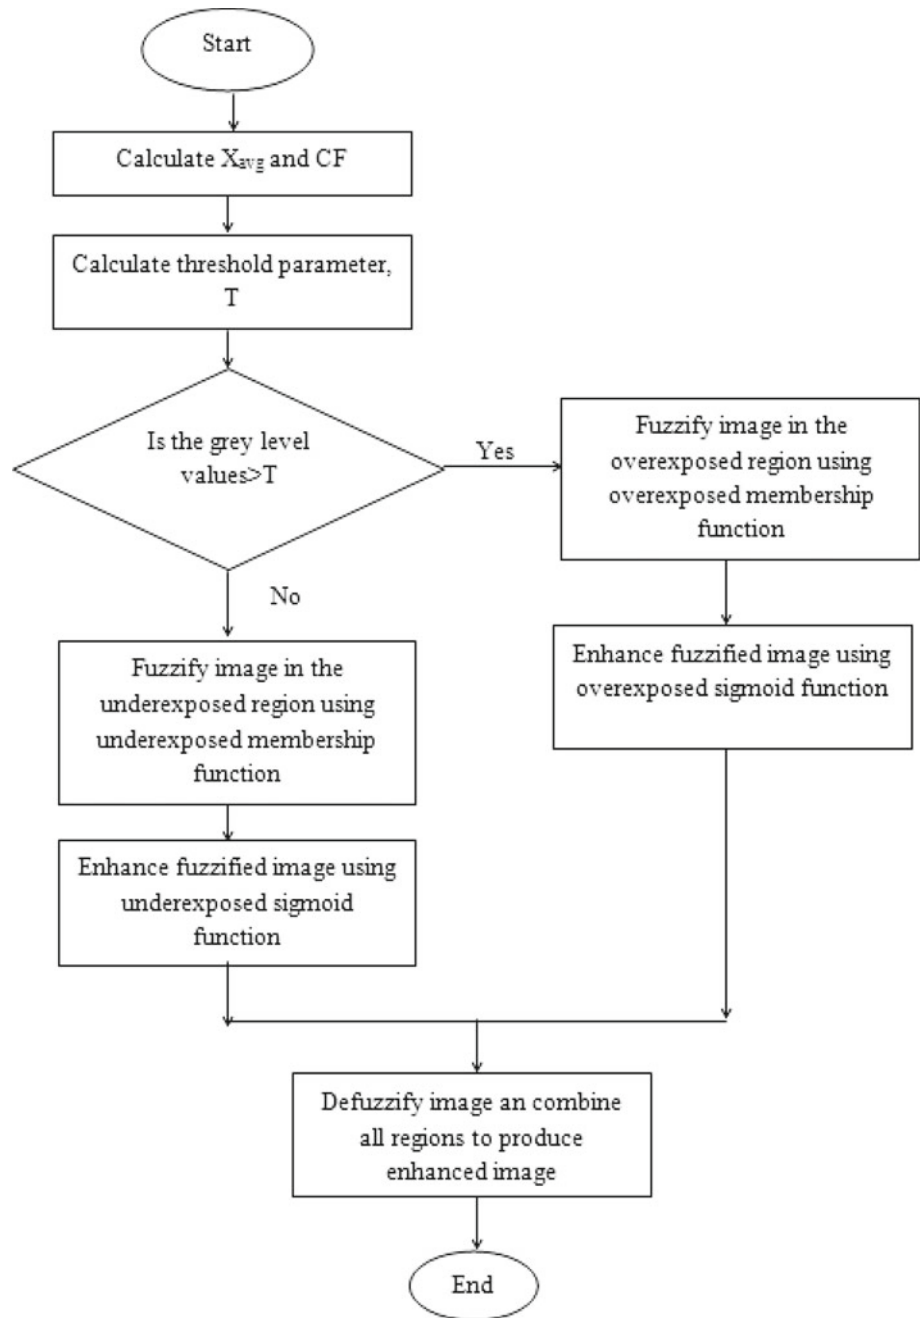 Start
Calculate Xavg and CF
Calculate threshold parameter,
T
Is the grey level
values>T
Yes
No
Fuzzify image in the
overexposed region using
overexposed membership
function
Enhance fuzzified image using
overexposed sigmoid function
Fuzzify image in the
underexposed region using
underexposed membership
function
Enhance fuzzified image using
underexposed sigmoid
function
Defuzzify image an combine
all regions to produce
enhanced image
End